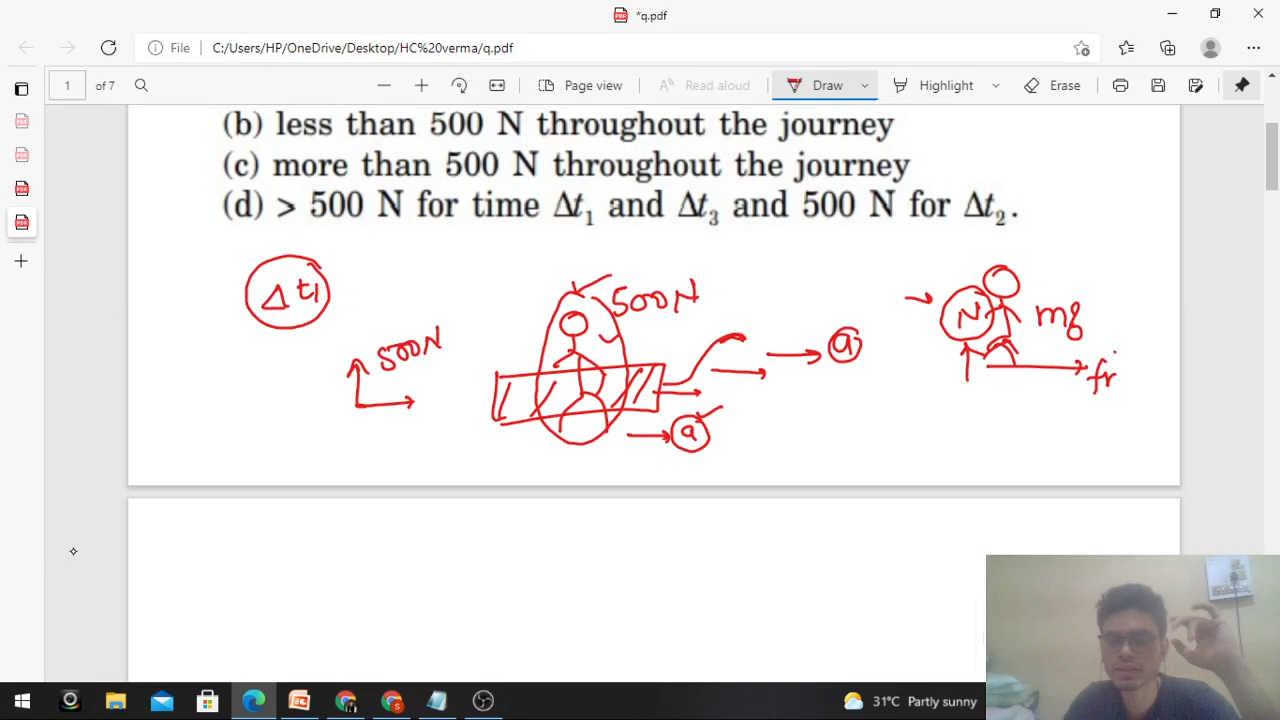 *q.pdf
File C:/Users/HP/OneDrive/Desktop/HC%20verma/q.pdf
1 of 7 Page view Read aloud Draw Highlight Erase
(b) less than 500 N throughout the journey
(c) more than 500 N throughout the journey
(d) > 500 N for time Δt₁ and Δt₃ and 500 N for Δt₂.
Δt1
500N
500N
a
a
N
mg
fr
31°C Partly sunny